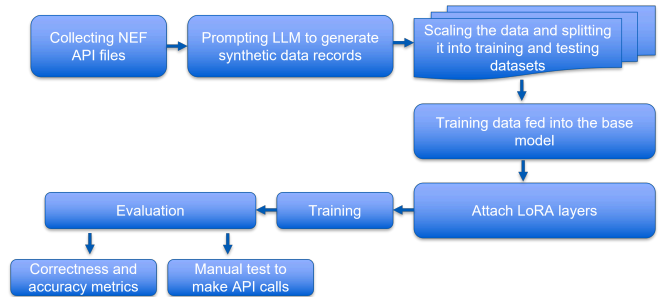 Collecting NEF
API files
Prompting LLM to generate
synthetic data records
Scaling the data and splitting
it into training and testing
datasets
Training data fed into the base
model
Attach LoRA layers
Training
Evaluation
Correctness and
accuracy metrics
Manual test to
make API calls